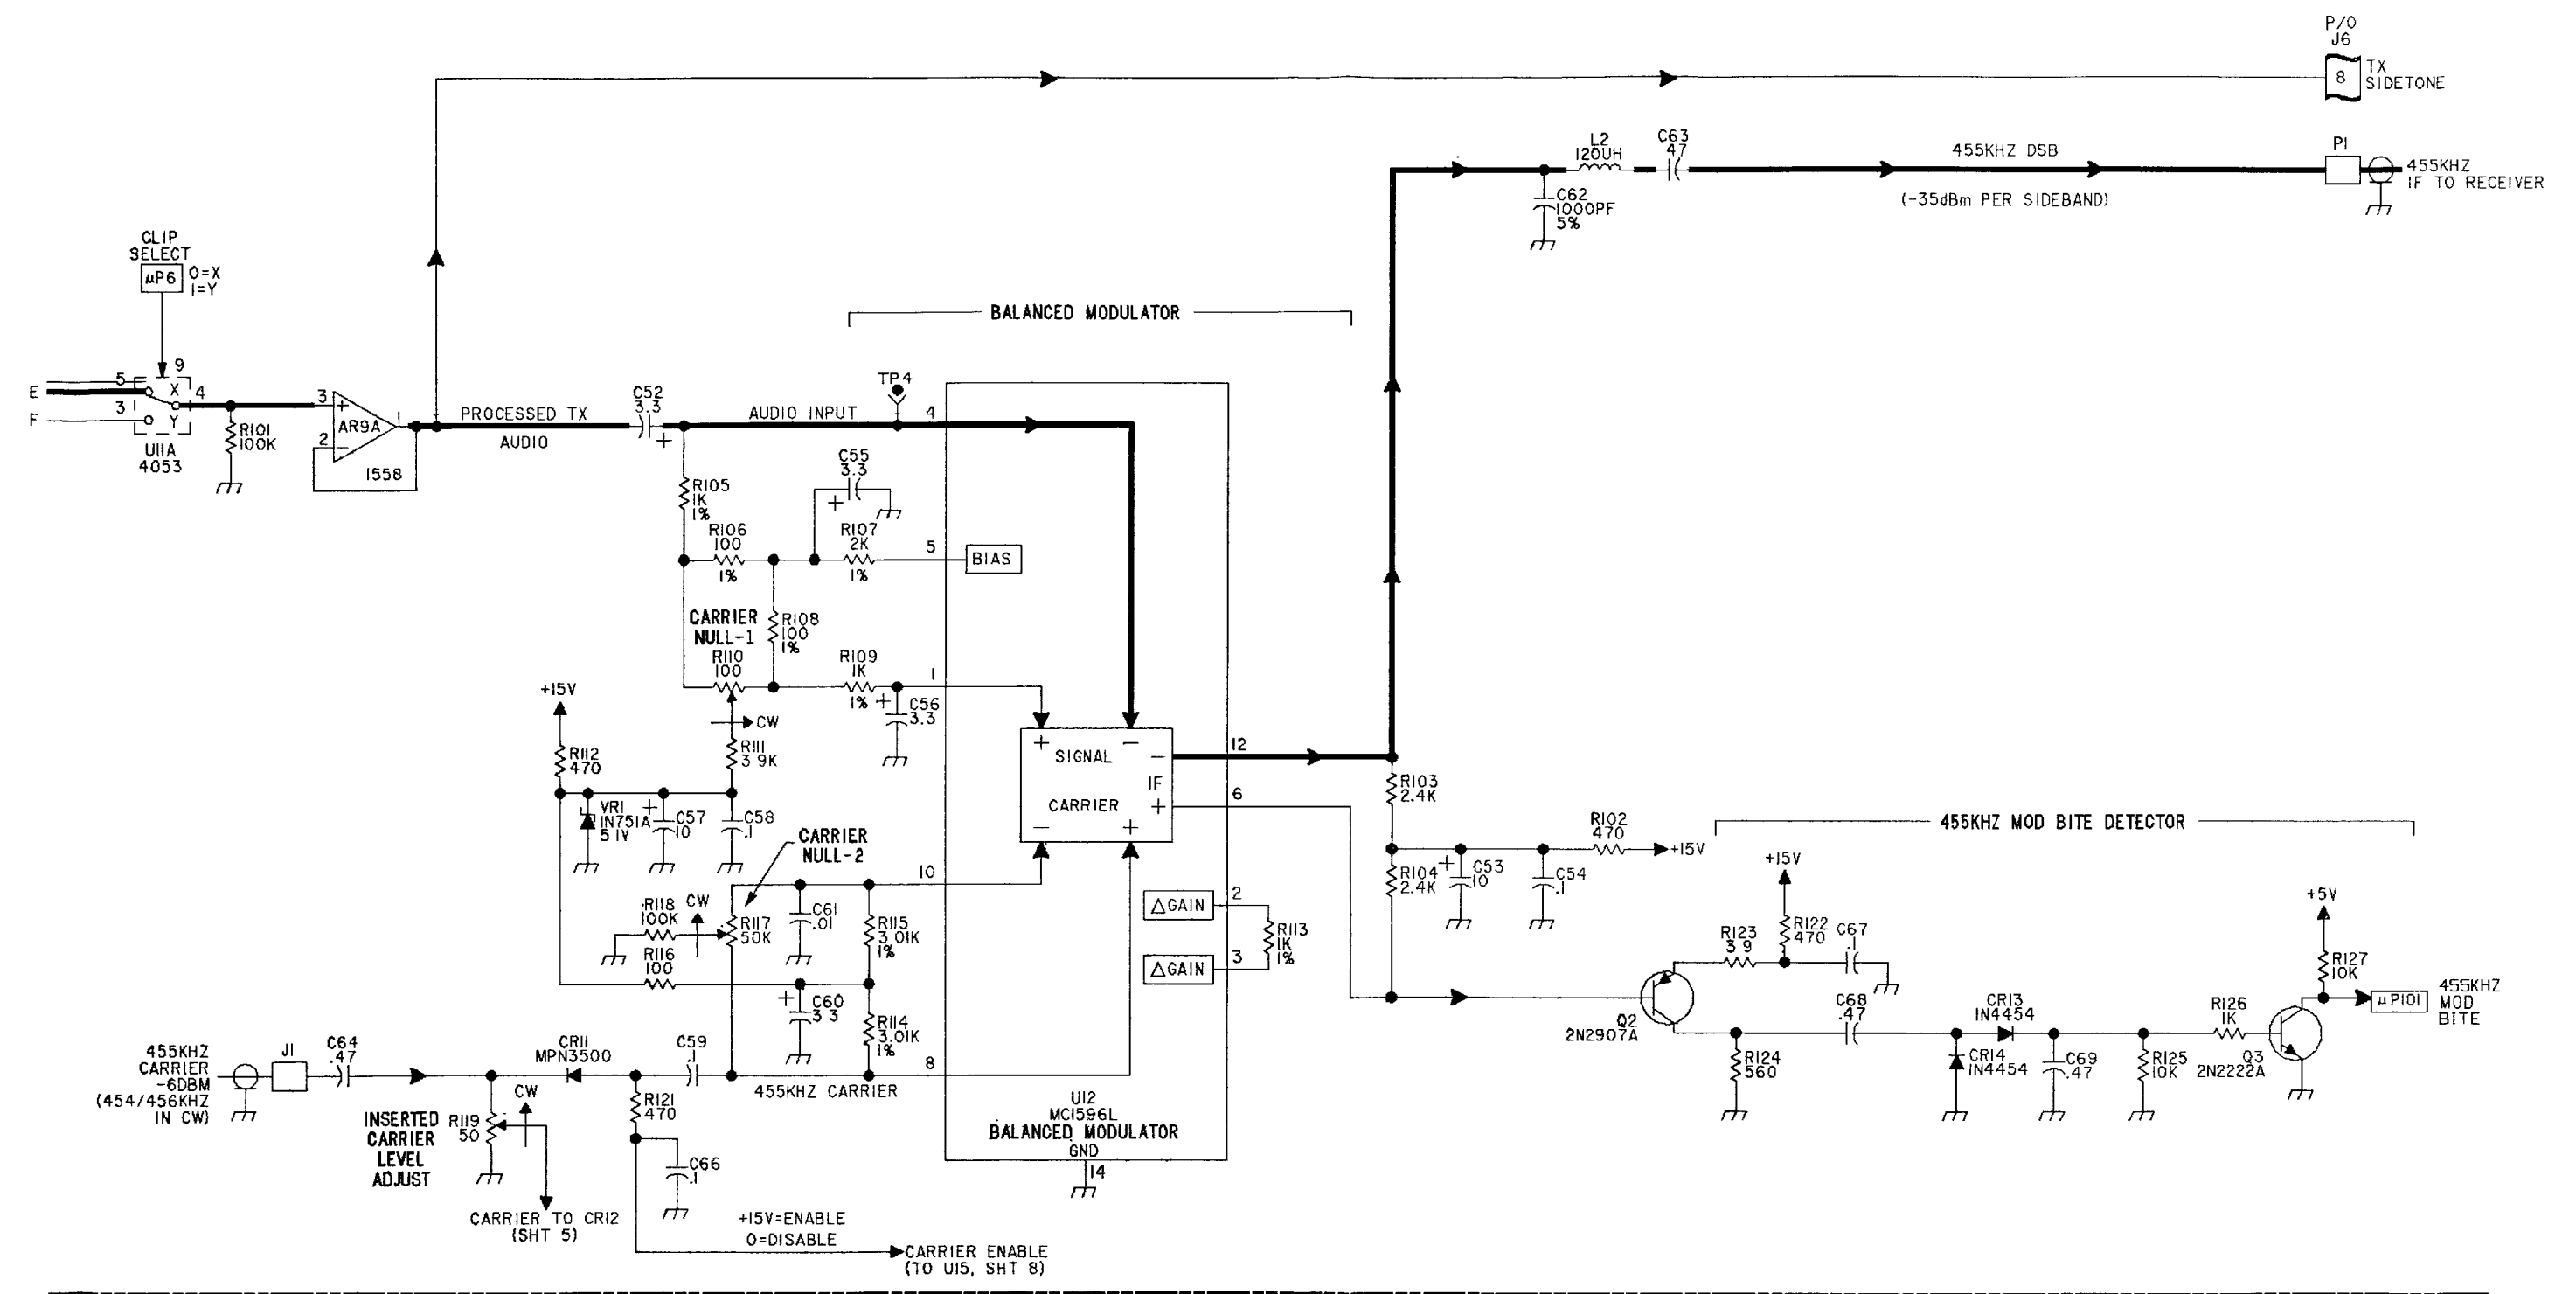 P/O
J6
8
TX
SIDETONE
L2
120UH
C63
47
455KHZ DSB
(-35dBm PER SIDEBAND)
P1
455KHZ
IF TO RECEIVER
C62
1000PF
5%
CLIP
SELECT
µP6
0=X
1=Y
BALANCED MODULATOR
E
F
5
3
9
X
Y
4
U11A
4053
R101
100K
3
+
2
−
AR9A
1
1558
PROCESSED TX
AUDIO
C52
3.3
+
AUDIO INPUT
TP4
4
R105
1K
1%
C55
3.3
+
R106
100
1%
R107
2K
1%
5
BIAS
CARRIER
NULL-1
R108
100
1%
R110
100
R109
1K
1%
1
+
C56
3.3
CW
R111
3.9K
+15V
R112
470
VR1
1N751A
5.1V
+
C57
10
C58
.1
CARRIER
NULL-2
+
−
SIGNAL
−
IF
CARRIER
+
−
+
12
6
R103
2.4K
R104
2.4K
R102
470
+15V
+
C53
10
C54
.1
455KHZ MOD BITE DETECTOR
10
R118
100K
CW
R117
50K
C61
.01
R115
3.01K
1%
R116
100
+
C60
3.3
R114
3.01K
1%
∆GAIN
2
∆GAIN
3
R113
1K
1%
+15V
R123
3.9
R122
470
C67
.1
Q2
2N2907A
C68
.47
CR13
1N4454
CR14
1N4454
R124
560
C69
.47
R125
10K
R126
1K
Q3
2N2222A
+5V
R127
10K
µP101
455KHZ
MOD
BITE
455KHZ
CARRIER
-6DBM
(454/456KHZ
IN CW)
J1
C64
.47
CR11
MPN3500
C59
.1
8
455KHZ CARRIER
INSERTED
CARRIER
LEVEL
ADJUST
R119
50
CW
R121
470
C66
.1
CARRIER TO CR12
(SHT 5)
+15V=ENABLE
0=DISABLE
CARRIER ENABLE
(TO U15, SHT 8)
U12
MC1596L
BALANCED MODULATOR
GND
14